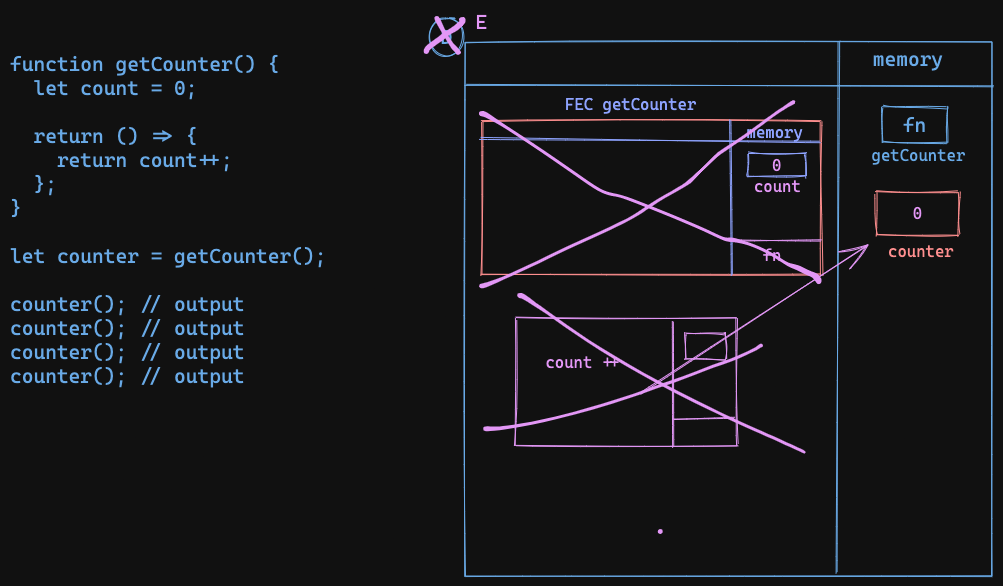 function getCounter() {
  let count = 0;

  return () => {
    return count++;
  };
}

let counter = getCounter();

counter(); // output
counter(); // output
counter(); // output
counter(); // output
E
memory
FEC getCounter
memory
0
count
fn
fn
getCounter
0
counter
count ++